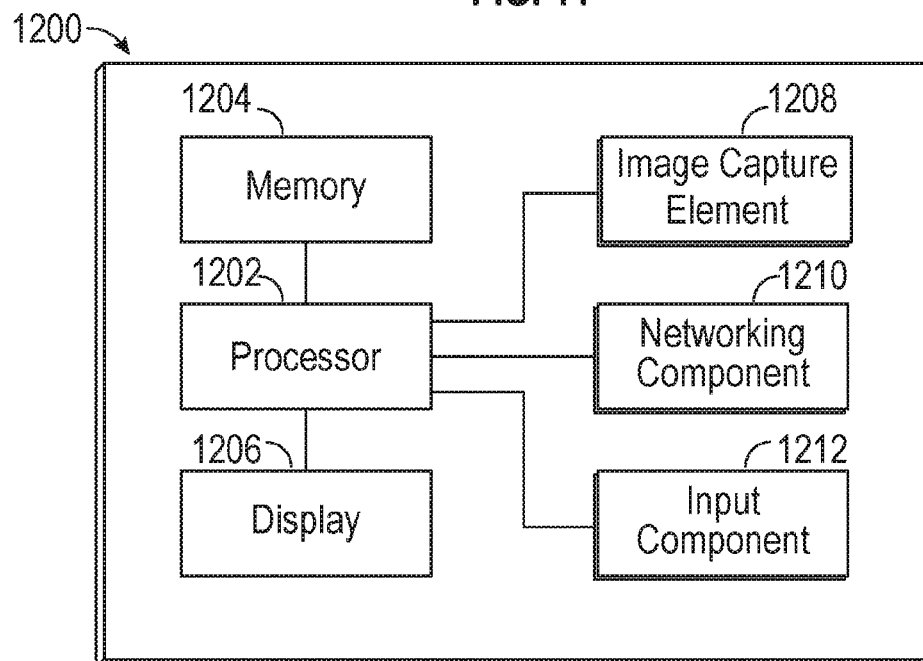 1200
1204
Memory
1208
Image Capture
Element
1202
Processor
1210
Networking
Component
1206
Display
1212
Input
Component